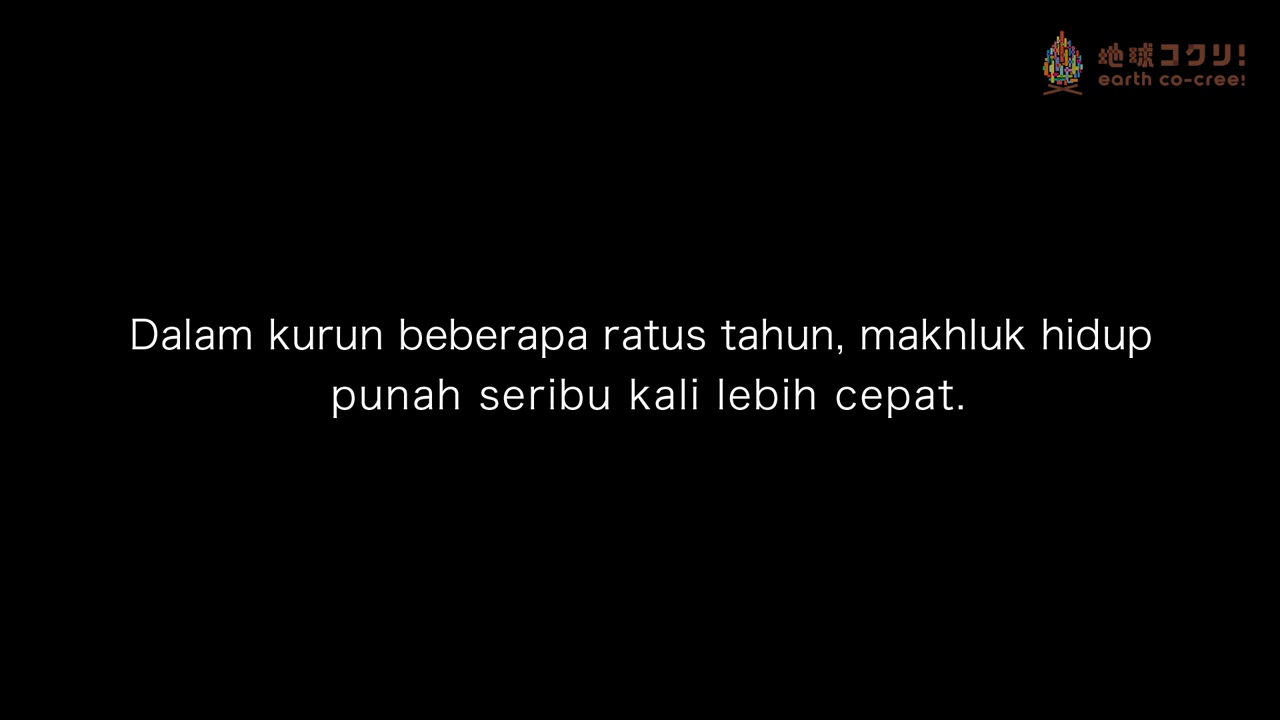 地球コクリ!
earth co-cree!
Dalam kurun beberapa ratus tahun, makhluk hidup
punah seribu kali lebih cepat.